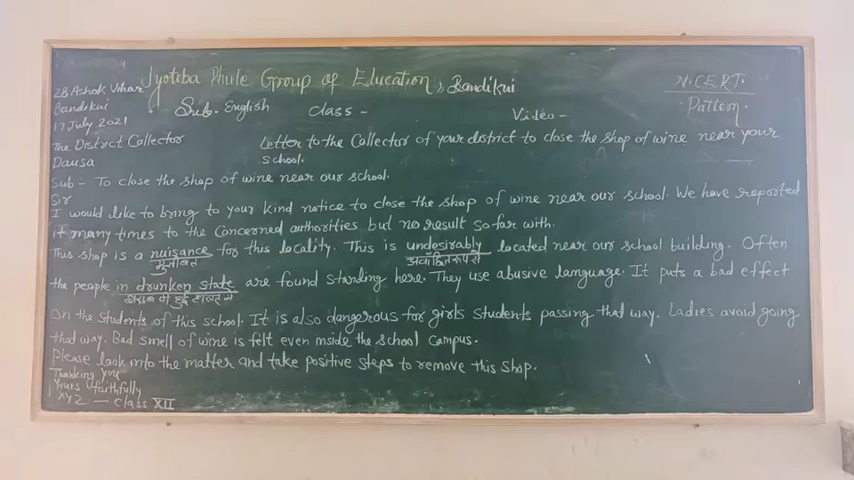 Jyoteba Phule Group of Education, Bandikui
N.CERT.
Pattern
28 Ashok Vihar
Bandikui
17 July 2021
Sub. English Class - Video -
The District Collector
Dausa
Letter to the Collector of your district to close the shop of wine near your
school.
Sub - To close the shop of wine near our school.
Sir
I would like to bring to your kind notice to close the shop of wine near our school. We have reported
it many times to the concerned authorities but no result so far with.
This shop is a nuisance for this locality. This is undesirably located near our school building. Often
मुसीबत अवांछित रूप से
the people in drunken state are found standing here. They use abusive language. It puts a bad effect
शराब पी हुई हालत में
on the students of this school. It is also dangerous for girls students passing that way. Ladies avoid going
that way. Bad smell of wine is felt even inside the school campus.
Please look into the matter and take positive steps to remove this shop.
Thanking you
Yours faithfully
XYZ - Class XII